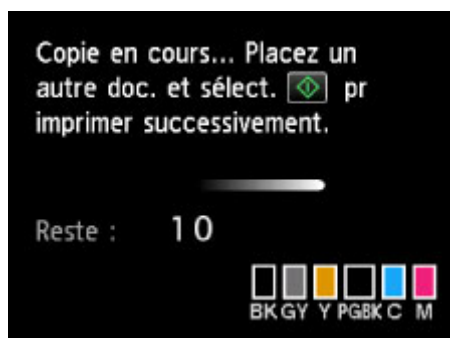 Copie en cours... Placez un
autre doc. et sélect. pr
imprimer successivement.
Reste : 10
BK GY Y PGBK C M